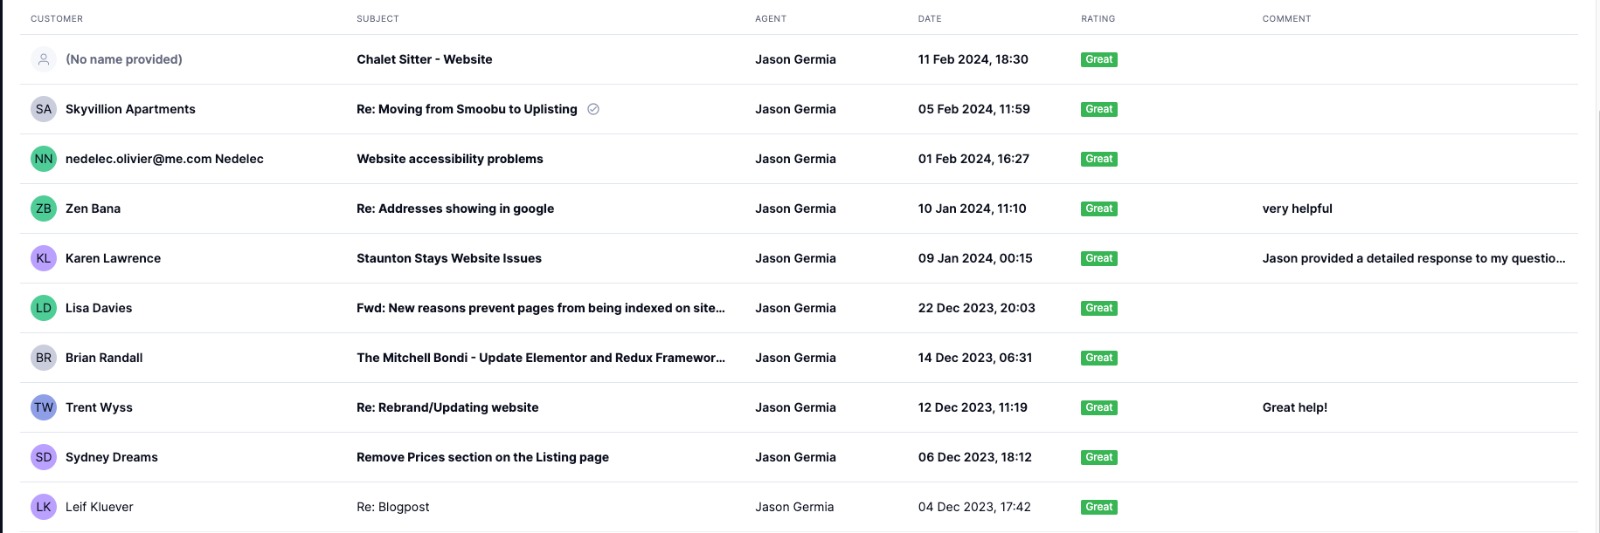 CUSTOMER SUBJECT AGENT DATE RATING COMMENT
(No name provided) Chalet Sitter - Website Jason Germia 11 Feb 2024, 18:30 Great
SA Skyvillion Apartments Re: Moving from Smoobu to Uplisting Jason Germia 05 Feb 2024, 11:59 Great
NN nedelec.olivier@me.com Nedelec Website accessibility problems Jason Germia 01 Feb 2024, 16:27 Great
ZB Zen Bana Re: Addresses showing in google Jason Germia 10 Jan 2024, 11:10 Great very helpful
KL Karen Lawrence Staunton Stays Website Issues Jason Germia 09 Jan 2024, 00:15 Great Jason provided a detailed response to my questio...
LD Lisa Davies Fwd: New reasons prevent pages from being indexed on site... Jason Germia 22 Dec 2023, 20:03 Great
BR Brian Randall The Mitchell Bondi - Update Elementor and Redux Framewor... Jason Germia 14 Dec 2023, 06:31 Great
TW Trent Wyss Re: Rebrand/Updating website Jason Germia 12 Dec 2023, 11:19 Great Great help!
SD Sydney Dreams Remove Prices section on the Listing page Jason Germia 06 Dec 2023, 18:12 Great
LK Leif Kluever Re: Blogpost Jason Germia 04 Dec 2023, 17:42 Great